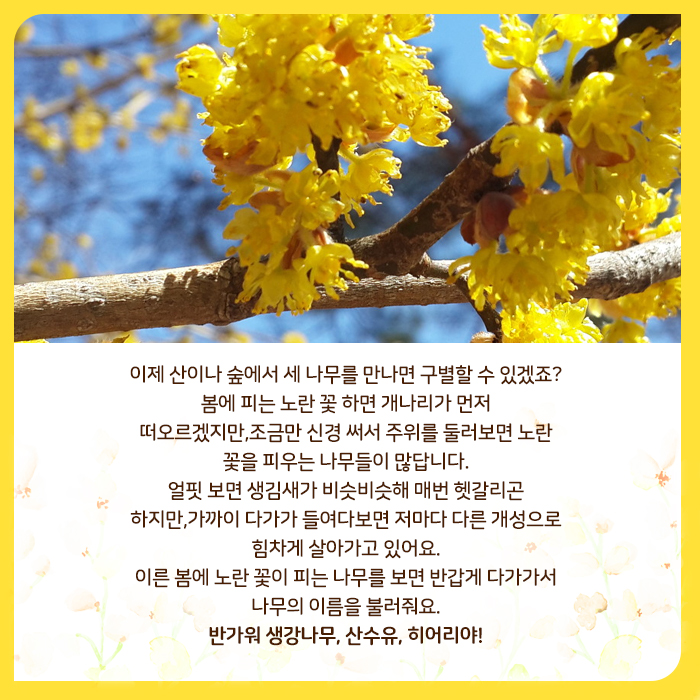 이제 산이나 숲에서 세 나무를 만나면 구별할 수 있겠죠?
봄에 피는 노란 꽃 하면 개나리가 먼저
떠오르겠지만,조금만 신경 써서 주위를 둘러보면 노란
꽃을 피우는 나무들이 많답니다.
얼핏 보면 생김새가 비슷비슷해 매번 헷갈리곤
하지만,가까이 다가가 들여다보면 저마다 다른 개성으로
힘차게 살아가고 있어요.
이른 봄에 노란 꽃이 피는 나무를 보면 반갑게 다가가서
나무의 이름을 불러줘요.
반가워 생강나무, 산수유, 히어리야!